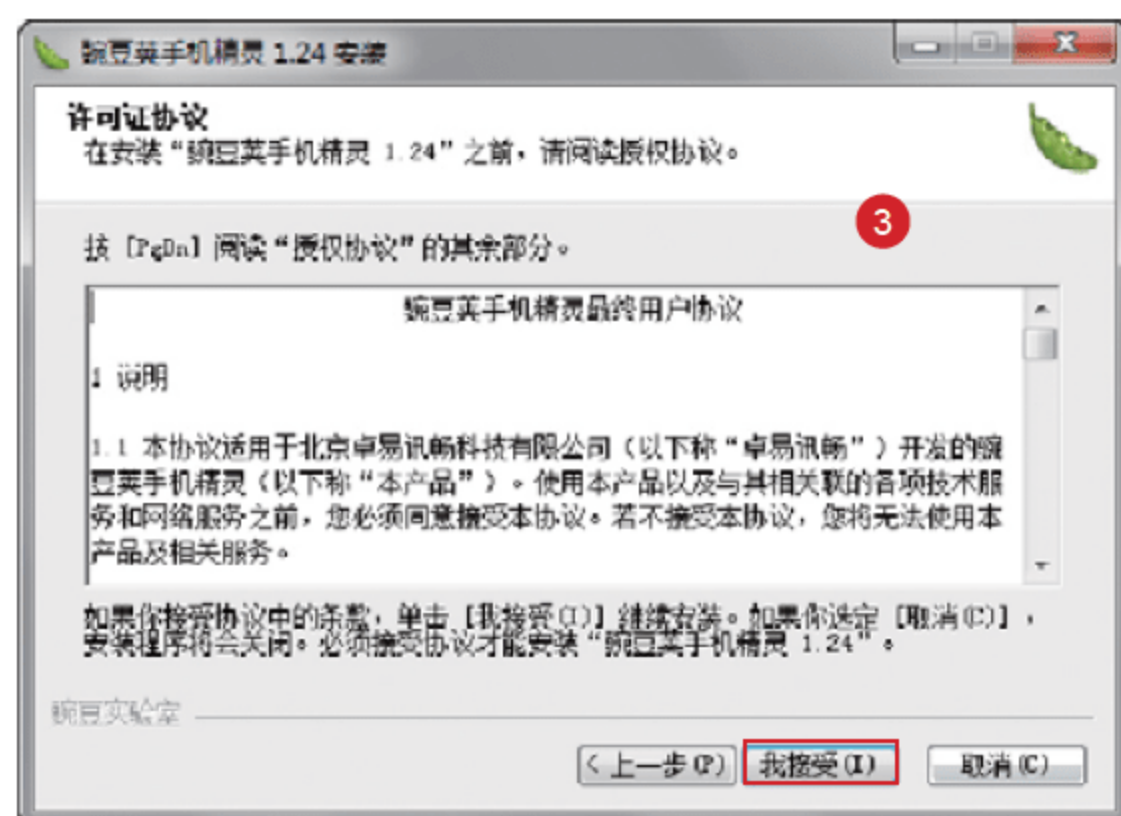 豌豆荚手机精灵 1.24 安装
许可证协议
在安装“豌豆荚手机精灵 1.24”之前，请阅读授权协议。
3
按 [PgDn] 阅读“授权协议”的其余部分。
豌豆荚手机精灵最终用户协议
1 说明
1.1 本协议适用于北京卓易讯畅科技有限公司（以下称“卓易讯畅”）开发的豌
豆荚手机精灵（以下称“本产品”）。使用本产品以及与其相关联的各项技术服
务和网络服务之前，您必须同意接受本协议。若不接受本协议，您将无法使用本
产品及相关服务。
如果你接受协议中的条款，单击 [我接受(I)] 继续安装。如果你选定 [取消(C)]，
安装程序将会关闭。必须接受协议才能安装“豌豆荚手机精灵 1.24”。
豌豆实验室
< 上一步(P) 我接受(I) 取消(C)